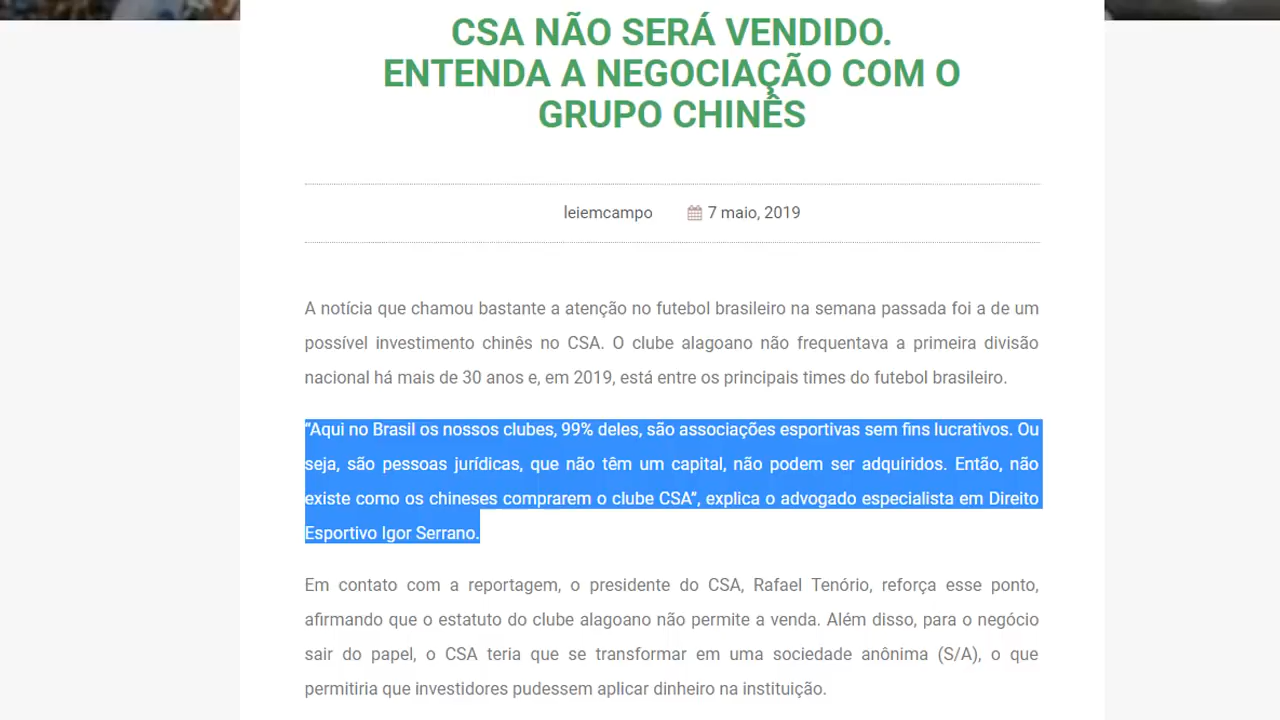 CSA NÃO SERÁ VENDIDO.
ENTENDA A NEGOCIAÇÃO COM O
GRUPO CHINÊS
leiemcampo 7 maio, 2019
A notícia que chamou bastante a atenção no futebol brasileiro na semana passada foi a de um
possível investimento chinês no CSA. O clube alagoano não frequentava a primeira divisão
nacional há mais de 30 anos e, em 2019, está entre os principais times do futebol brasileiro.
“Aqui no Brasil os nossos clubes, 99% deles, são associações esportivas sem fins lucrativos. Ou
seja, são pessoas jurídicas, que não têm um capital, não podem ser adquiridos. Então, não
existe como os chineses comprarem o clube CSA”, explica o advogado especialista em Direito
Esportivo Igor Serrano.
Em contato com a reportagem, o presidente do CSA, Rafael Tenório, reforça esse ponto,
afirmando que o estatuto do clube alagoano não permite a venda. Além disso, para o negócio
sair do papel, o CSA teria que se transformar em uma sociedade anônima (S/A), o que
permitiria que investidores pudessem aplicar dinheiro na instituição.